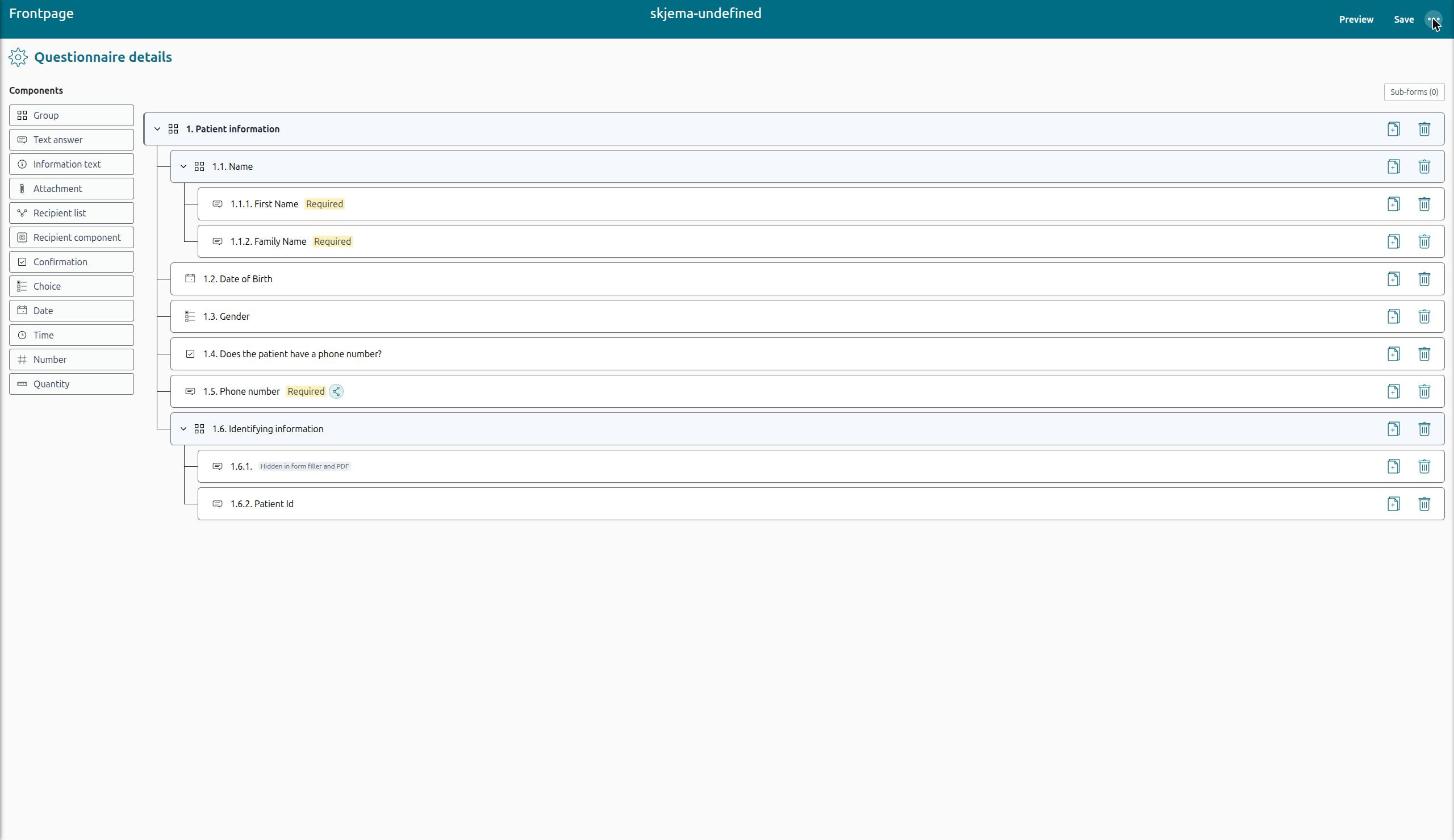 Frontpage
skjema-undefined
Preview
Save
Questionnaire details
Components
Sub-forms (0)
Group
Text answer
Information text
Attachment
Recipient list
Recipient component
Confirmation
Choice
Date
Time
Number
Quantity
1. Patient information
1.1. Name
1.1.1. First Name Required
1.1.2. Family Name Required
1.2. Date of Birth
1.3. Gender
1.4. Does the patient have a phone number?
1.5. Phone number Required
1.6. Identifying information
1.6.1. Hidden in form filler and PDF
1.6.2. Patient Id